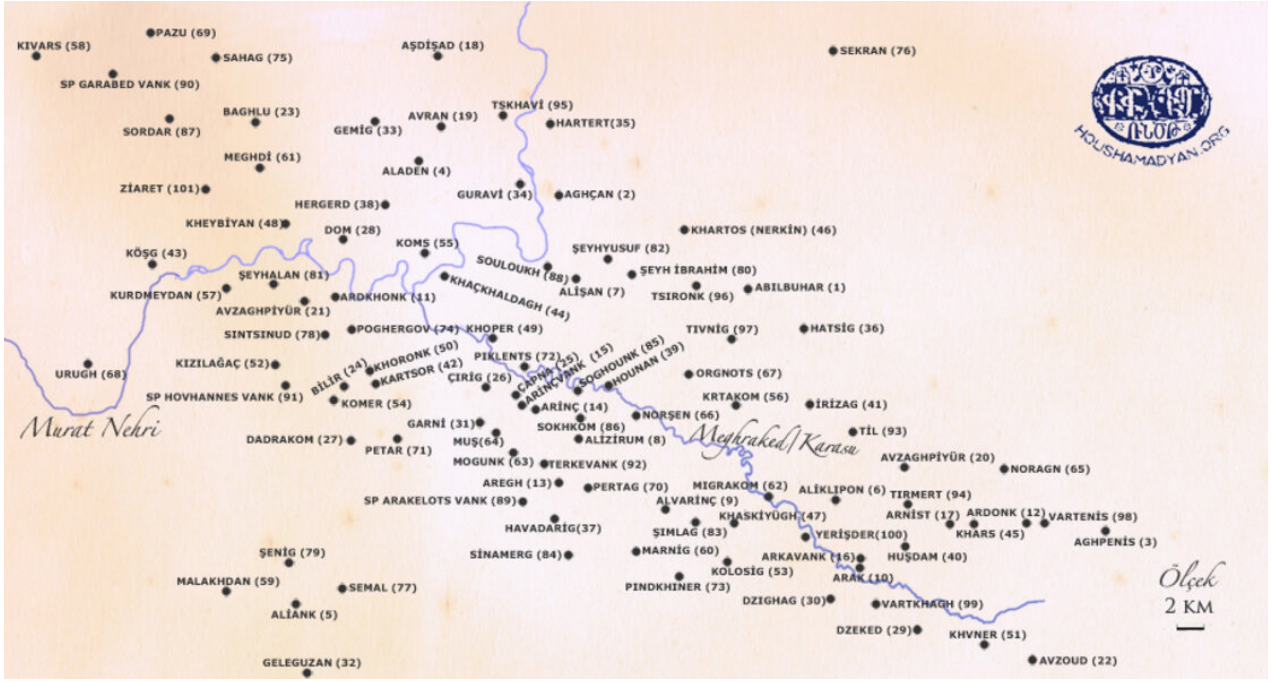 PAZU (69)
KIVARS (58)
AŞDİŞAD (18)
SEKRAN (76)
SAHAG (75)
SP GARABED VANK (90)
TŞKHAVİ (95)
BAGHLU (23)
AVRAN (19)
HARTERT(35)
SORDAR (87)
GEMİG (33)
HOUSHAMADYAN.ORG
MEGHDİ (61)
ALADEN (4)
ZİARET (101)
GURAVİ (34)
AGHÇAN (2)
HERGERD (38)
KHEYBİYAN (48)
DOM (28)
KHARTOS (NERKİN) (46)
KOMS (55)
ŞEYHYUSUF (82)
KÖŞG (43)
SOULOUKH (88)
ŞEYH İBRAHİM (80)
ŞEYHALAN (81)
KHAÇKHALDAGH (44)
ALİŞAN (7)
TSIRONK (96)
ABILBUHAR (1)
KURDMEYDAN (57)
ARDKHONK (11)
AVZAGHPİYÜR (21)
SINTSINUD (78)
POGHERGOV (74)
KHOPER (49)
TIVNİG (97)
HATSİG (36)
PIKLENTS (72)
KIZILAĞAÇ (52)
KHORONK (50)
URUGH (68)
BİLİR (24)
KARTSOR (42)
ÇIRİG (26)
ÇAPNA (25)
ARINÇVANK (15)
SOGHOUNK (85)
HOUNAN (39)
ORGNOTS (67)
SP HOVHANNES VANK (91)
KOMER (54)
ARİNÇ (14)
KRTAKOM (56)
İRİZAG (41)
Murat Nehri
GARNİ (31)
SOKHKOM (86)
NORŞEN (66)
DADRAKOM (27)
PETAR (71)
MUŞ(64)
ALİZİRUM (8)
Meghraked/Karasu
TİL (93)
MOGUNK (63)
TERKEVANK (92)
AVZAGHPİYÜR (20)
NORAGN (65)
AREGH (13)
PERTAG (70)
MIGRAKOM (62)
ALİKLIPON (6)
TIRMERT (94)
SP ARAKELOTS VANK (89)
ALVARİNÇ (9)
HAVADARİG(37)
ŞIMLAG (83)
KHASKİYÜGH (47)
ARNİST (17)
ARDONK (12)
VARTENİS (98)
KHARS (45)
AGHPENİS (3)
YERİŞDER(100)
ŞENİG (79)
SİNAMERG (84)
MARNİG (60)
KOLOSİG (53)
ARKAVANK (16)
HUŞDAM (40)
MALAKHDAN (59)
SEMAL (77)
PINDKHINER (73)
ARAK (10)
Ölçek
2 KM
ALİANK (5)
DZIGHAG (30)
VARTKHAGH (99)
DZEKED (29)
KHVNER (51)
GELEGUZAN (32)
AVZOUD (22)